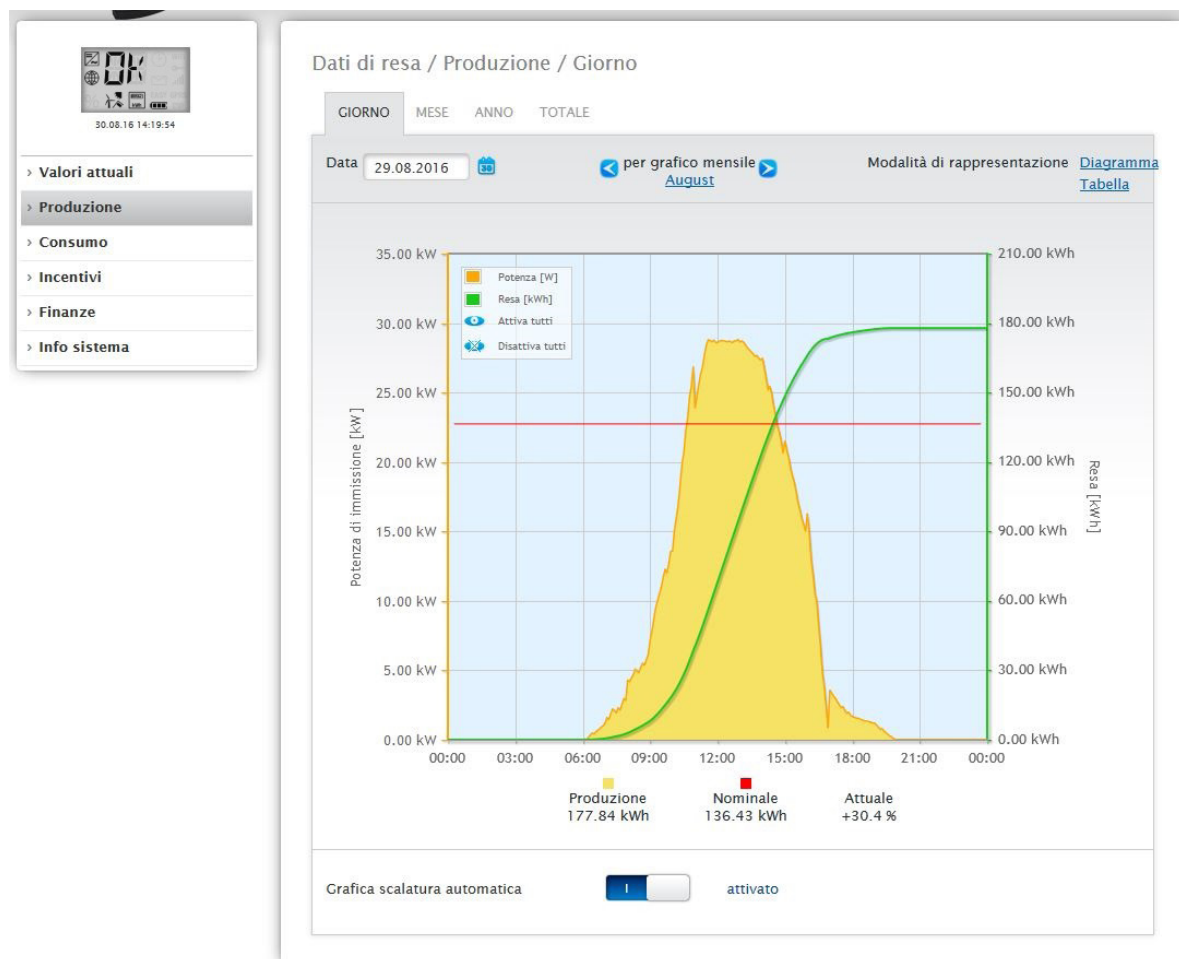 OK
30.08.16 14:19:54
Valori attuali
Produzione
Consumo
Incentivi
Finanze
Info sistema
Dati di resa / Produzione / Giorno
GIORNO MESE ANNO TOTALE
Data 29.08.2016 30 per grafico mensile Modalità di rappresentazione Diagramma
August Tabella
35.00 kW 210.00 kWh
Potenza [W]
Resa [kWh]
30.00 kW Attiva tutti 180.00 kWh
Disattiva tutti
25.00 kW 150.00 kWh
20.00 kW 120.00 kWh
15.00 kW 90.00 kWh
10.00 kW 60.00 kWh
5.00 kW 30.00 kWh
0.00 kW 0.00 kWh
Potenza di immissione [kW]
Resa [kWh]
00:00 03:00 06:00 09:00 12:00 15:00 18:00 21:00 00:00
Produzione Nominale Attuale
177.84 kWh 136.43 kWh +30.4 %
Grafica scalatura automatica I attivato